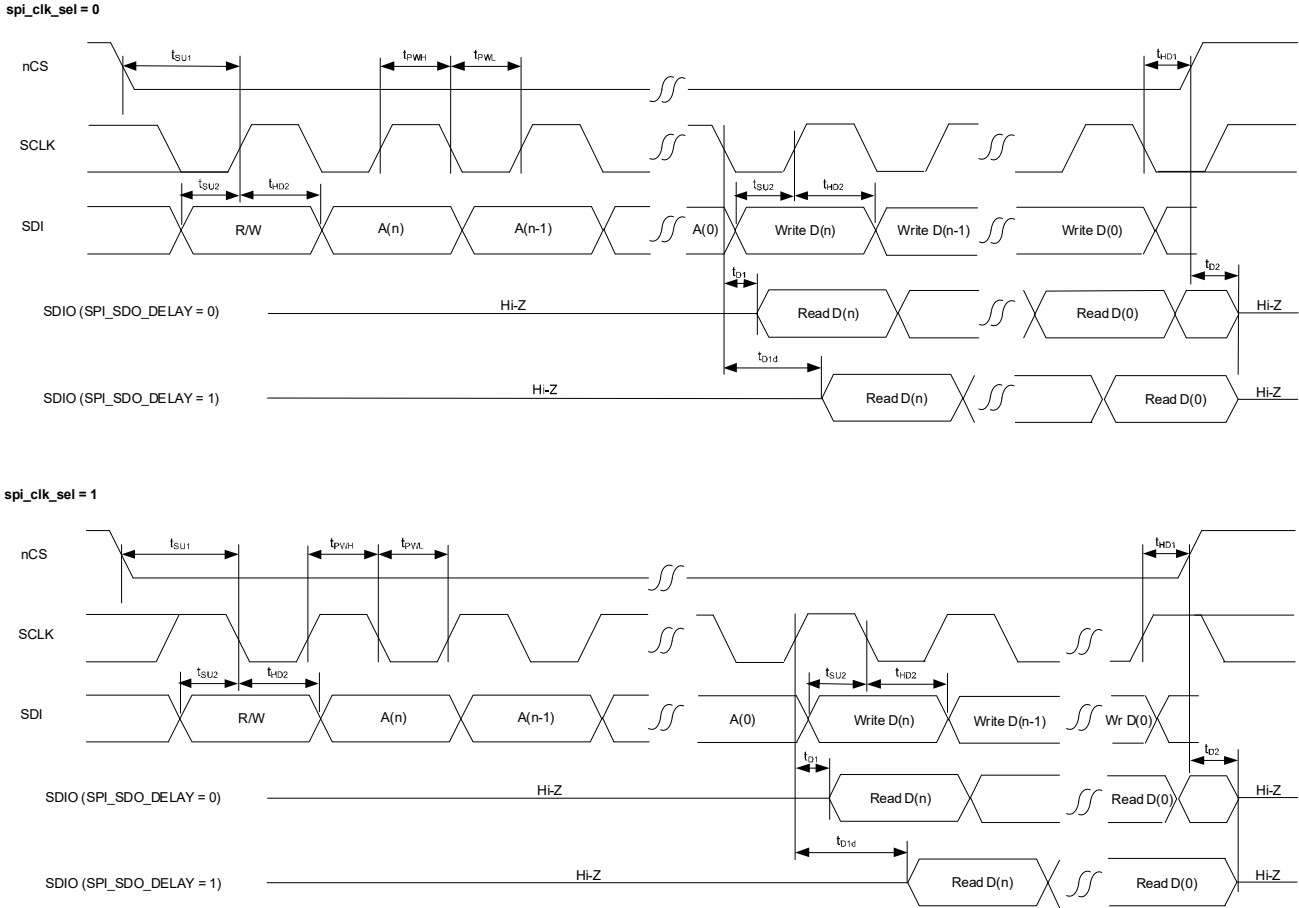 spi_clk_sel = 0
nCS
tSU1
tPWH
tPWL
tHD1
SCLK
tSU2
tHD2
tSU2
tHD2
SDI
R/W
A(n)
A(n-1)
A(0)
Write D(n)
Write D(n-1)
Write D(0)
tD1
tD2
SDIO (SPI_SDO_DELAY = 0)
Hi-Z
Read D(n)
Read D(0)
Hi-Z
tD1d
SDIO (SPI_SDO_DELAY = 1)
Hi-Z
Read D(n)
Read D(0)
Hi-Z
spi_clk_sel = 1
nCS
tSU1
tPWH
tPWL
tHD1
SCLK
tSU2
tHD2
tSU2
tHD2
SDI
R/W
A(n)
A(n-1)
A(0)
Write D(n)
Write D(n-1)
Wr D(0)
tD1
tD2
SDIO (SPI_SDO_DELAY = 0)
Hi-Z
Read D(n)
Read D(0)
Hi-Z
tD1d
SDIO (SPI_SDO_DELAY = 1)
Hi-Z
Read D(n)
Read D(0)
Hi-Z